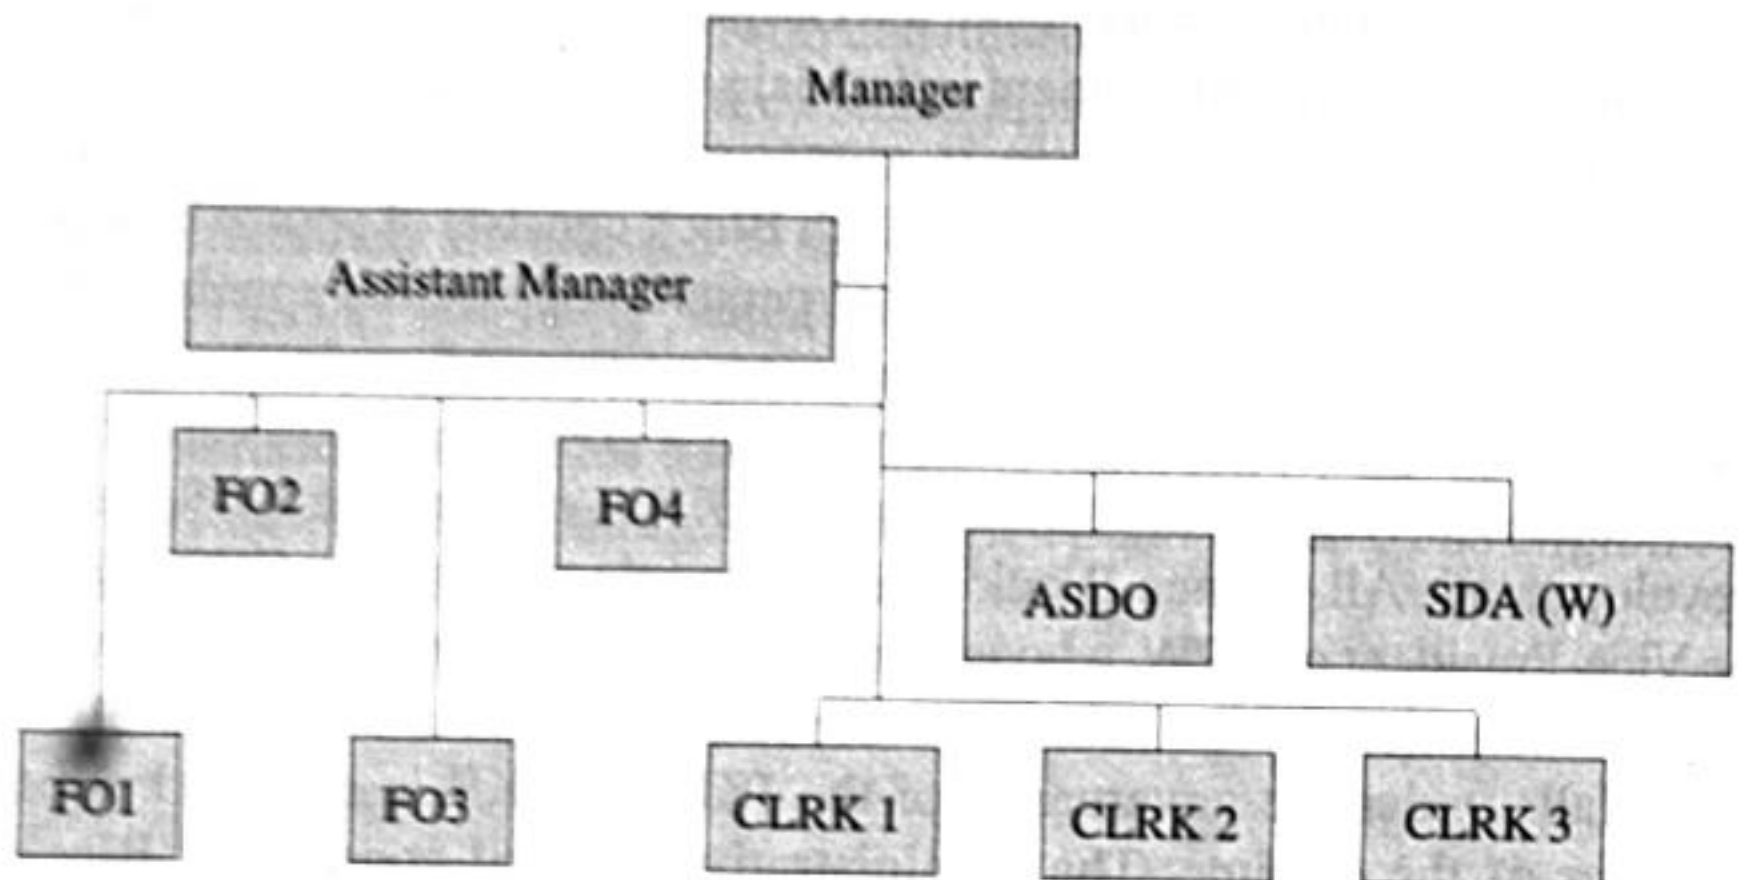 Manager
Assistant Manager
FO2
FO4
ASDO
SDA (W)
FO1
FO3
CLRK 1
CLRK 2
CLRK 3